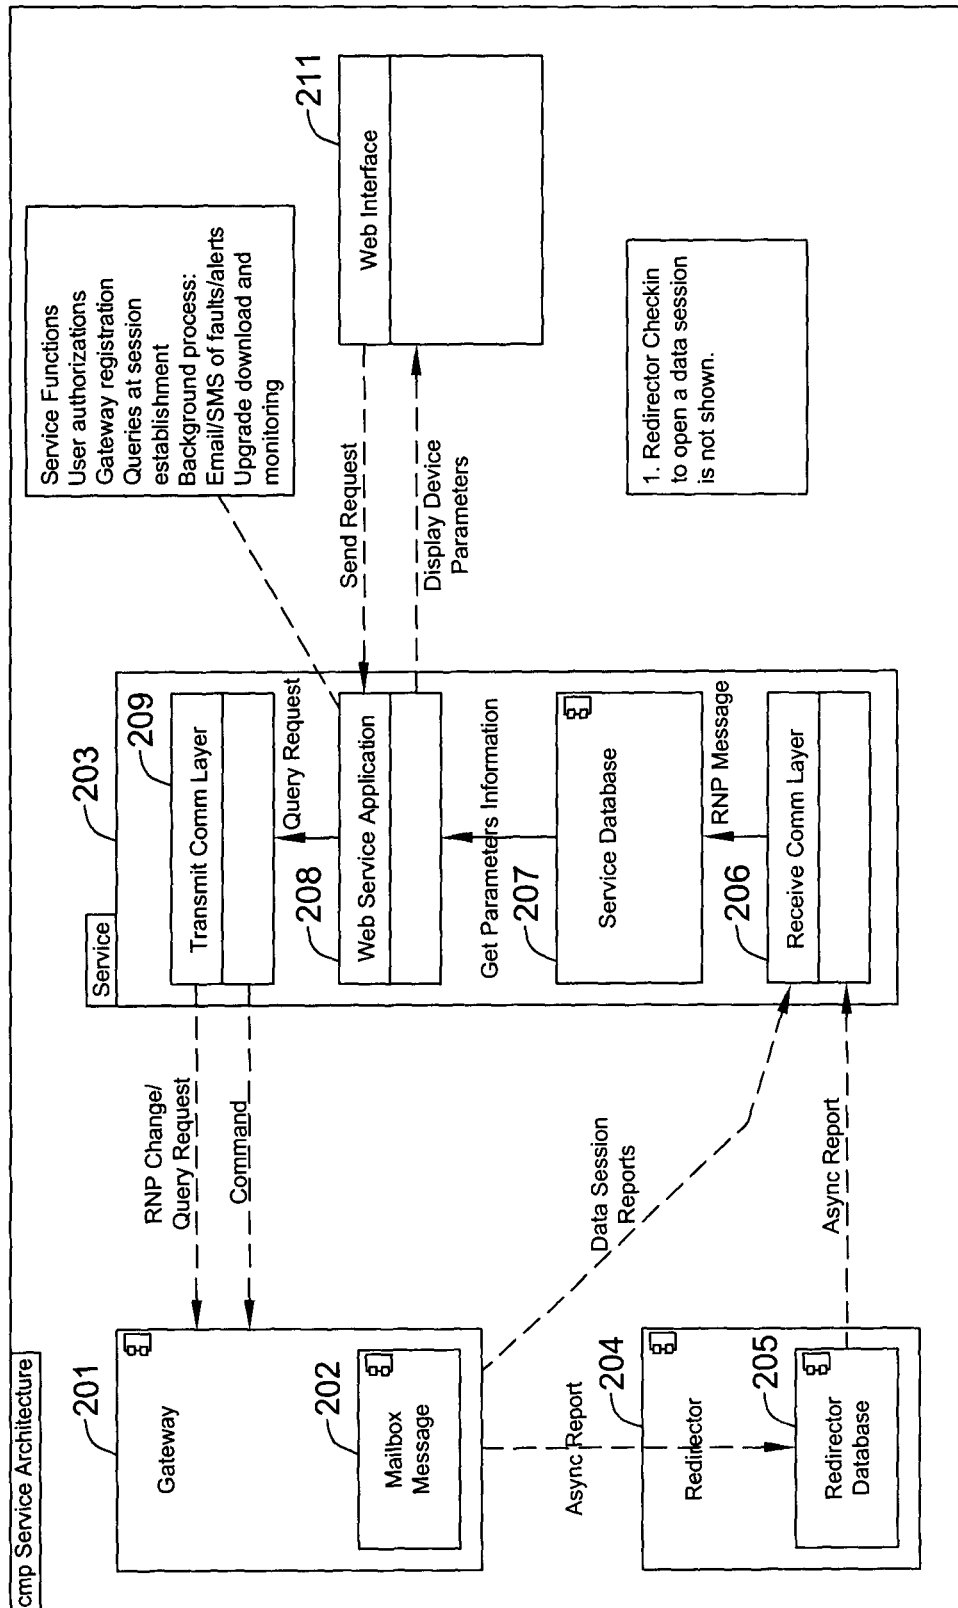 cmp Service Architecture
201
Gateway
202
Mailbox
Message
Async Report
204
Redirector
205
Redirector
Database
RNP Change/
Query Request
Command
Data Session
Reports
Async Report
203
Service
209
Transmit Comm Layer
Query Request
208
Web Service Application
Get Parameters Information
207
Service Database
RNP Message
206
Receive Comm Layer
Service Functions
User authorizations
Gateway registration
Queries at session
establishment
Background process:
Email/SMS of faults/alerts
Upgrade download and
monitoring
Send Request
Display Device
Parameters
211
Web Interface
1. Redirector Checkin
to open a data session
is not shown.